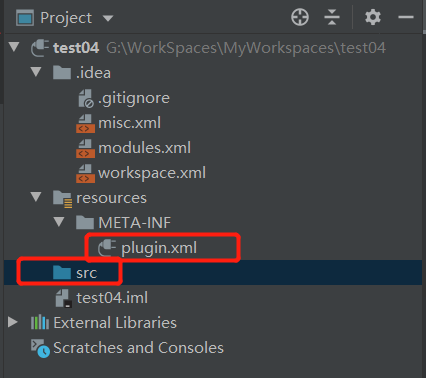 Project
test04 G:\WorkSpaces\MyWorkspaces\test04
.idea
.gitignore
misc.xml
modules.xml
workspace.xml
resources
META-INF
plugin.xml
src
test04.iml
External Libraries
Scratches and Consoles